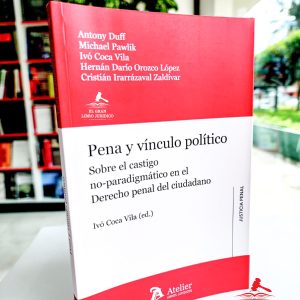 Antony Duff
Michael Pawlik
Ivó Coca Vila
Hernán Darío Orozco López
Cristián Irarrázaval Zaldívar
EL GRAN
LIBRO JURÍDICO
Pena y vínculo político
Sobre el castigo
no-paradigmático en el
Derecho penal del ciudadano
Ivó Coca Vila (ed.)
JUSTICIA PENAL
Atelier
LIBROS JURÍDICOS